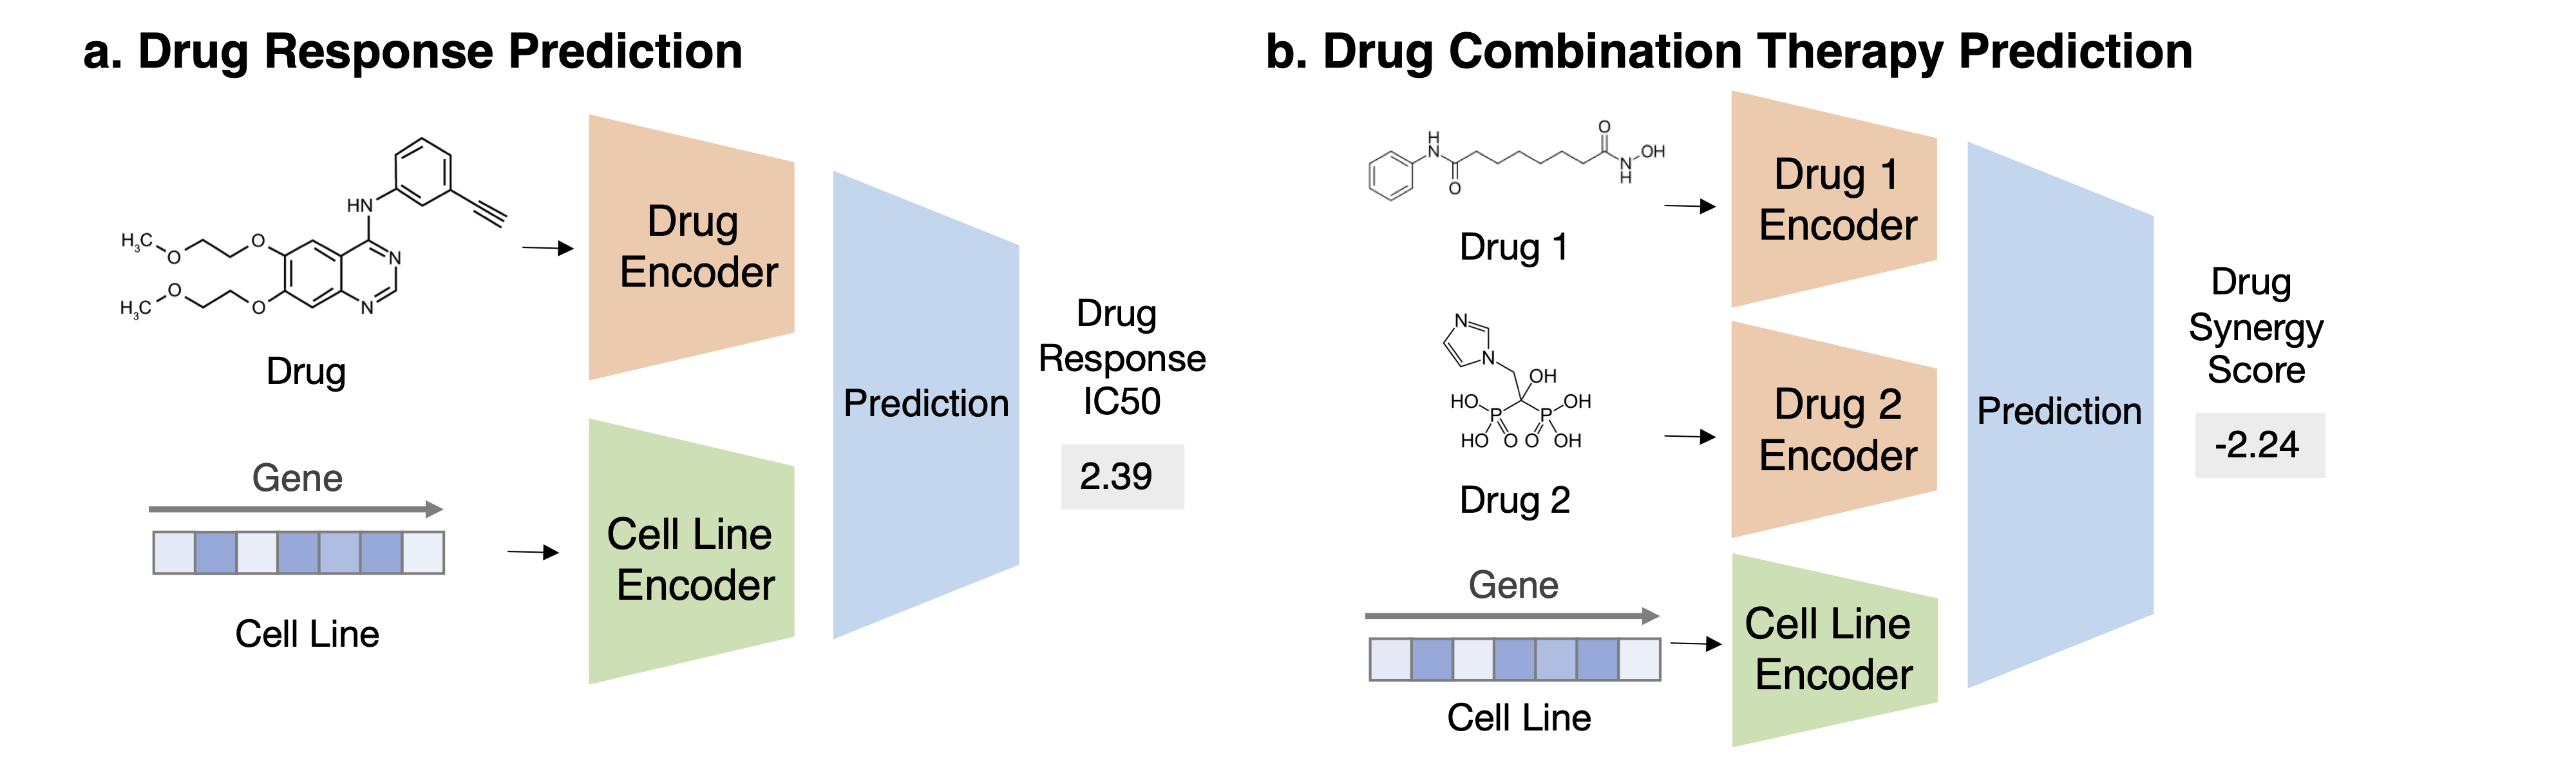 a. Drug Response Prediction
HN
H₃C
O
O
N
H₃C
O
O
N
Drug
Drug
Encoder
Gene
Cell Line
Cell Line
Encoder
Prediction
Drug
Response
IC50
2.39
b. Drug Combination Therapy Prediction
H
N
O
O
N
H
OH
Drug 1
Drug 1
Encoder
N
N
OH
HO
P
P
OH
HO
O
O
OH
Drug 2
Drug 2
Encoder
Gene
Cell Line
Cell Line
Encoder
Prediction
Drug
Synergy
Score
-2.24